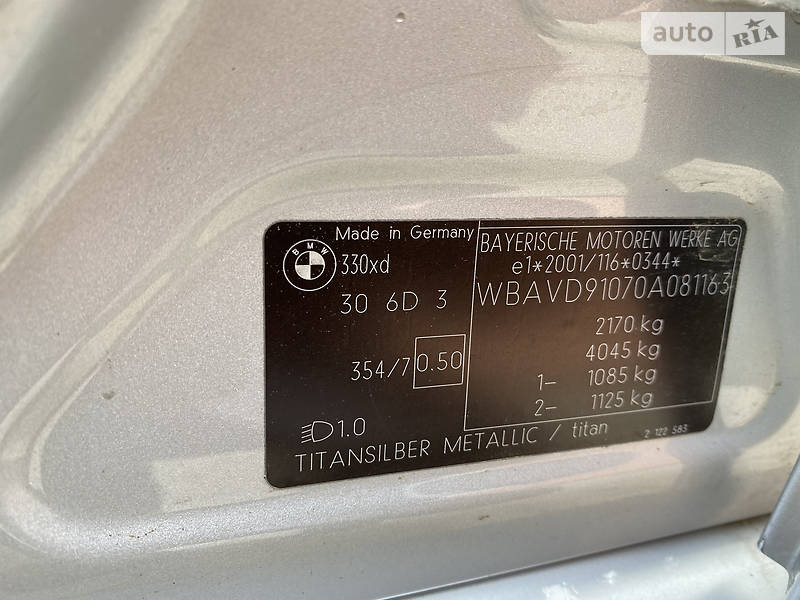 auto RIA
Made in Germany
BMW
330xd
30 6D 3
354/7 0.50
1.0
BAYERISCHE MOTOREN WERKE AG
e1*2001/116*0344*
WBAVD91070A081163
2170 kg
4045 kg
1– 1085 kg
2– 1125 kg
TITANSILBER METALLIC / titan
2 122 583